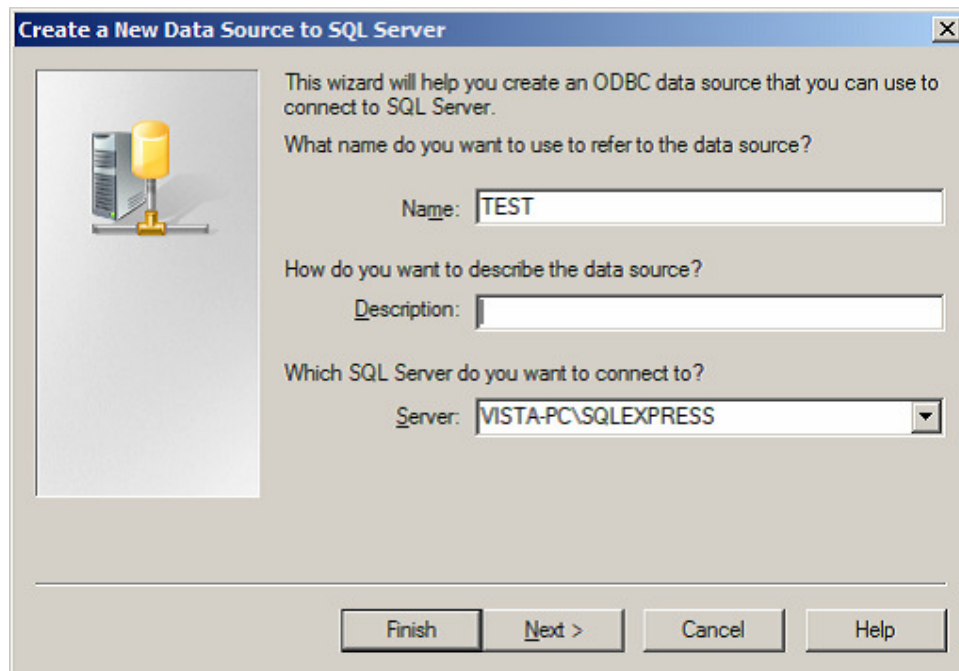 Create a New Data Source to SQL Server
This wizard will help you create an ODBC data source that you can use to
connect to SQL Server.
What name do you want to use to refer to the data source?
Name: TEST
How do you want to describe the data source?
Description:
Which SQL Server do you want to connect to?
Server: VISTA-PC\SQLEXPRESS
Finish Next > Cancel Help